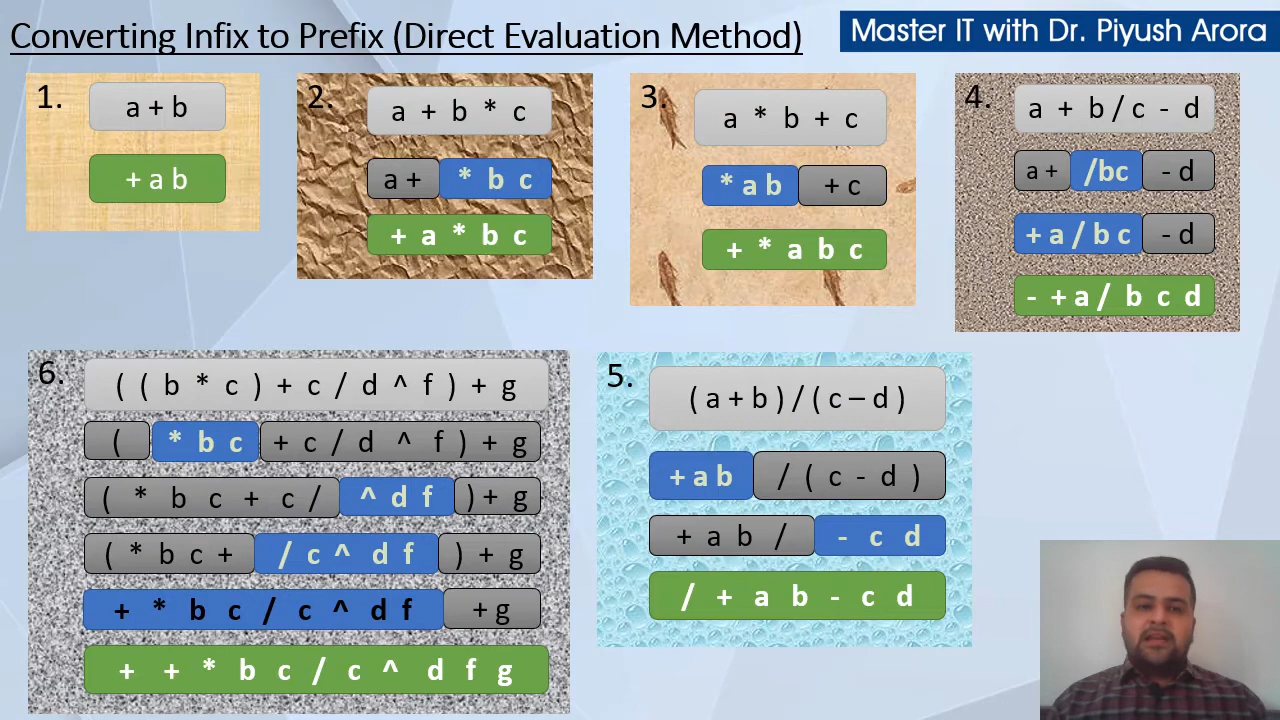 Converting Infix to Prefix (Direct Evaluation Method)
Master IT with Dr. Piyush Arora
1.
a + b
+ a b
2.
a + b * c
a + * b c
+ a * b c
3.
a * b + c
* a b + c
+ * a b c
4.
a + b / c - d
a + /bc - d
+ a / b c - d
- + a / b c d
6.
( ( b * c ) + c / d ^ f ) + g
( * b c + c / d ^ f ) + g
( * b c + c / ^ d f ) + g
( * b c + / c ^ d f ) + g
+ * b c / c ^ d f + g
+ + * b c / c ^ d f g
5.
( a + b ) / ( c – d )
+ a b / ( c - d )
+ a b / - c d
/ + a b - c d